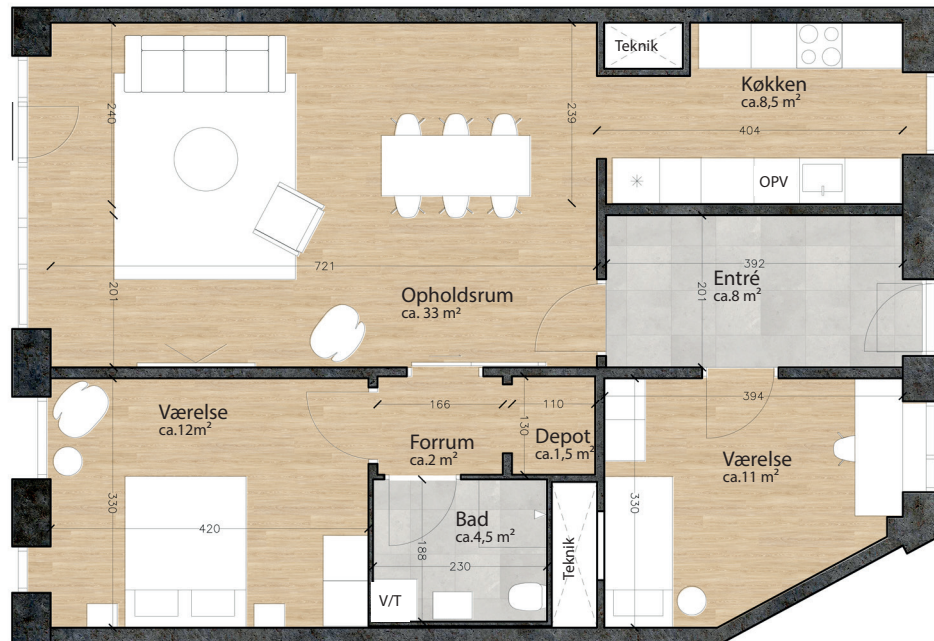 Teknik
Køkken
ca.8,5 m²
240
239
404
OPV
721
392
Entré
ca.8 m²
201
201
Opholdsrum
ca. 33 m²
Værelse
ca.12m²
166
110
130
394
Forrum
ca.2 m²
Depot
ca.1,5 m²
Værelse
ca.11 m²
330
330
420
Bad
ca.4,5 m²
188
230
Teknik
V/T